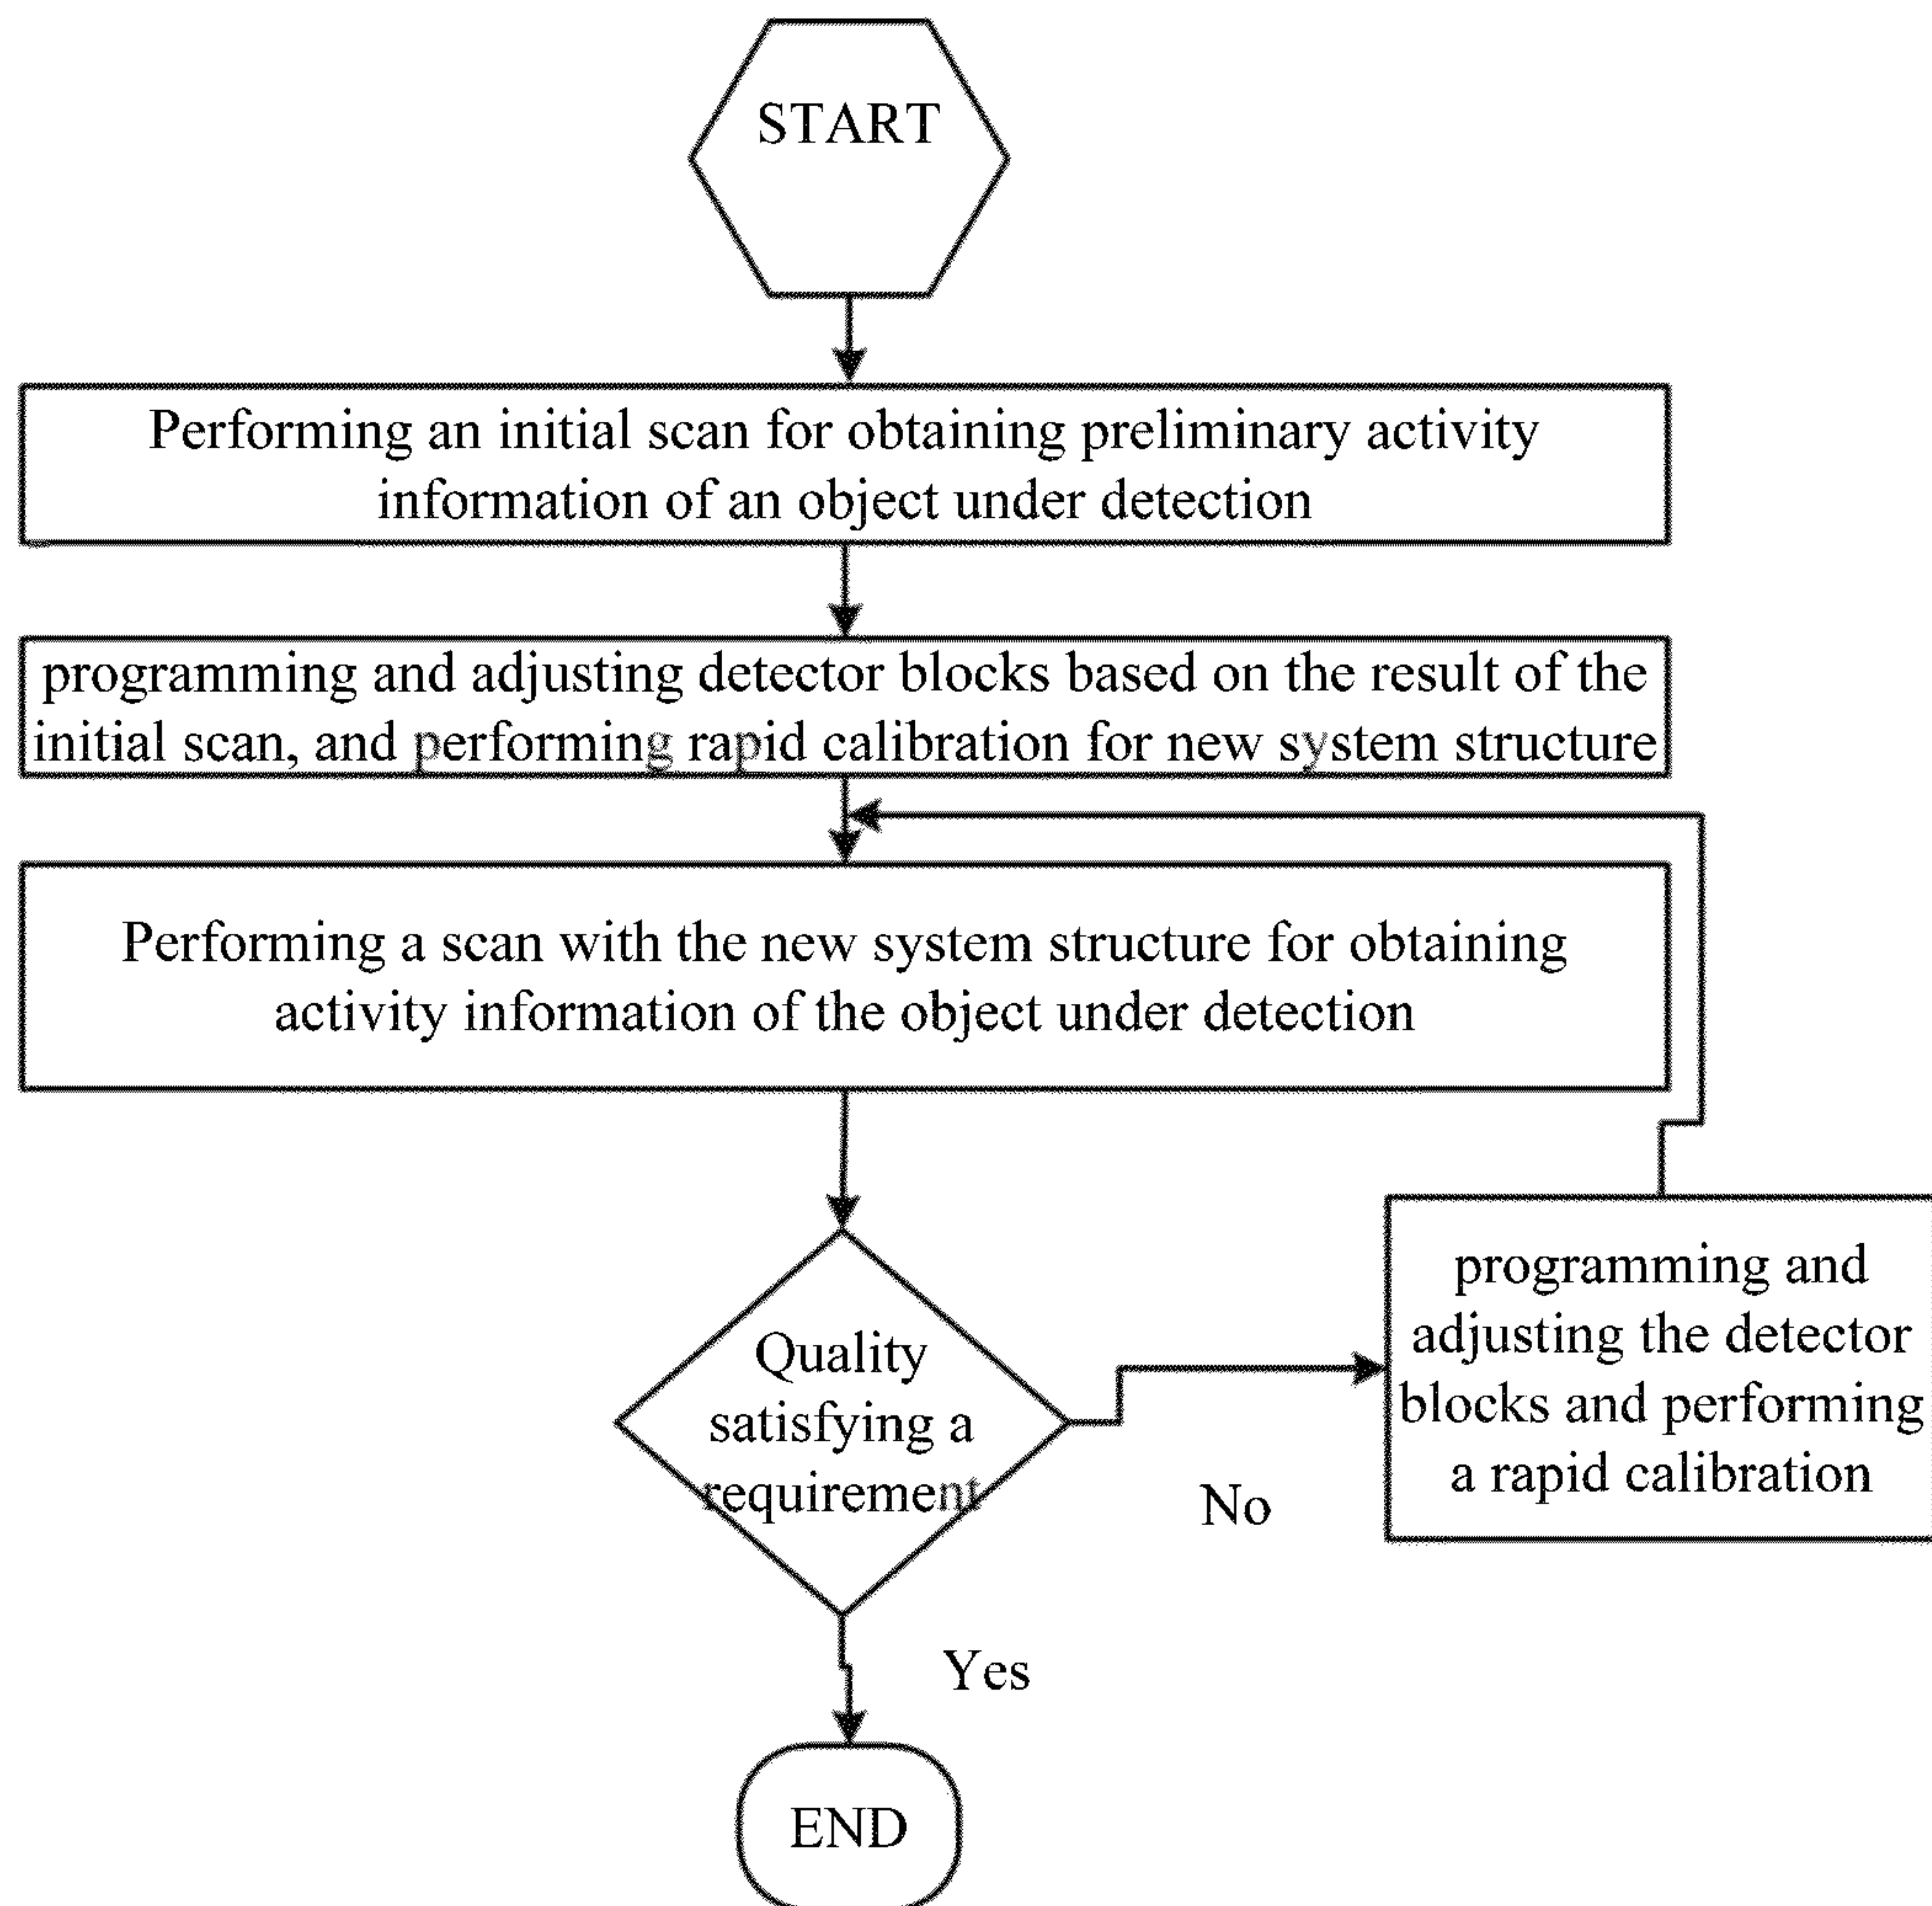 START
Performing an initial scan for obtaining preliminary activity
information of an object under detection
programming and adjusting detector blocks based on the result of the
initial scan, and performing rapid calibration for new system structure
Performing a scan with the new system structure for obtaining
activity information of the object under detection
Quality
satisfying a
requirement
No
programming and
adjusting the detector
blocks and performing
a rapid calibration
Yes
END